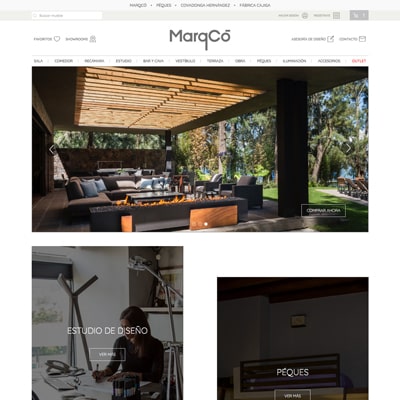 MARQCÓ • PÉQUES • COVADONGA HERNÁNDEZ • FÁBRICA CAJIGA
Buscar mueble
INICIAR SESIÓN
REGÍSTRESE
FAVORITOS
SHOWROOMS
MarqCó
ASESORÍA DE DISEÑO
CONTACTO
SALA COMEDOR RECÁMARA ESTUDIO BAR Y CAVA VESTÍBULO TERRAZA OBRA PÉQUES ILUMINACIÓN ACCESORIOS OUTLET
COMPRAR AHORA
ESTUDIO DE DISEÑO
VER MÁS
PÉQUES
VER MÁS